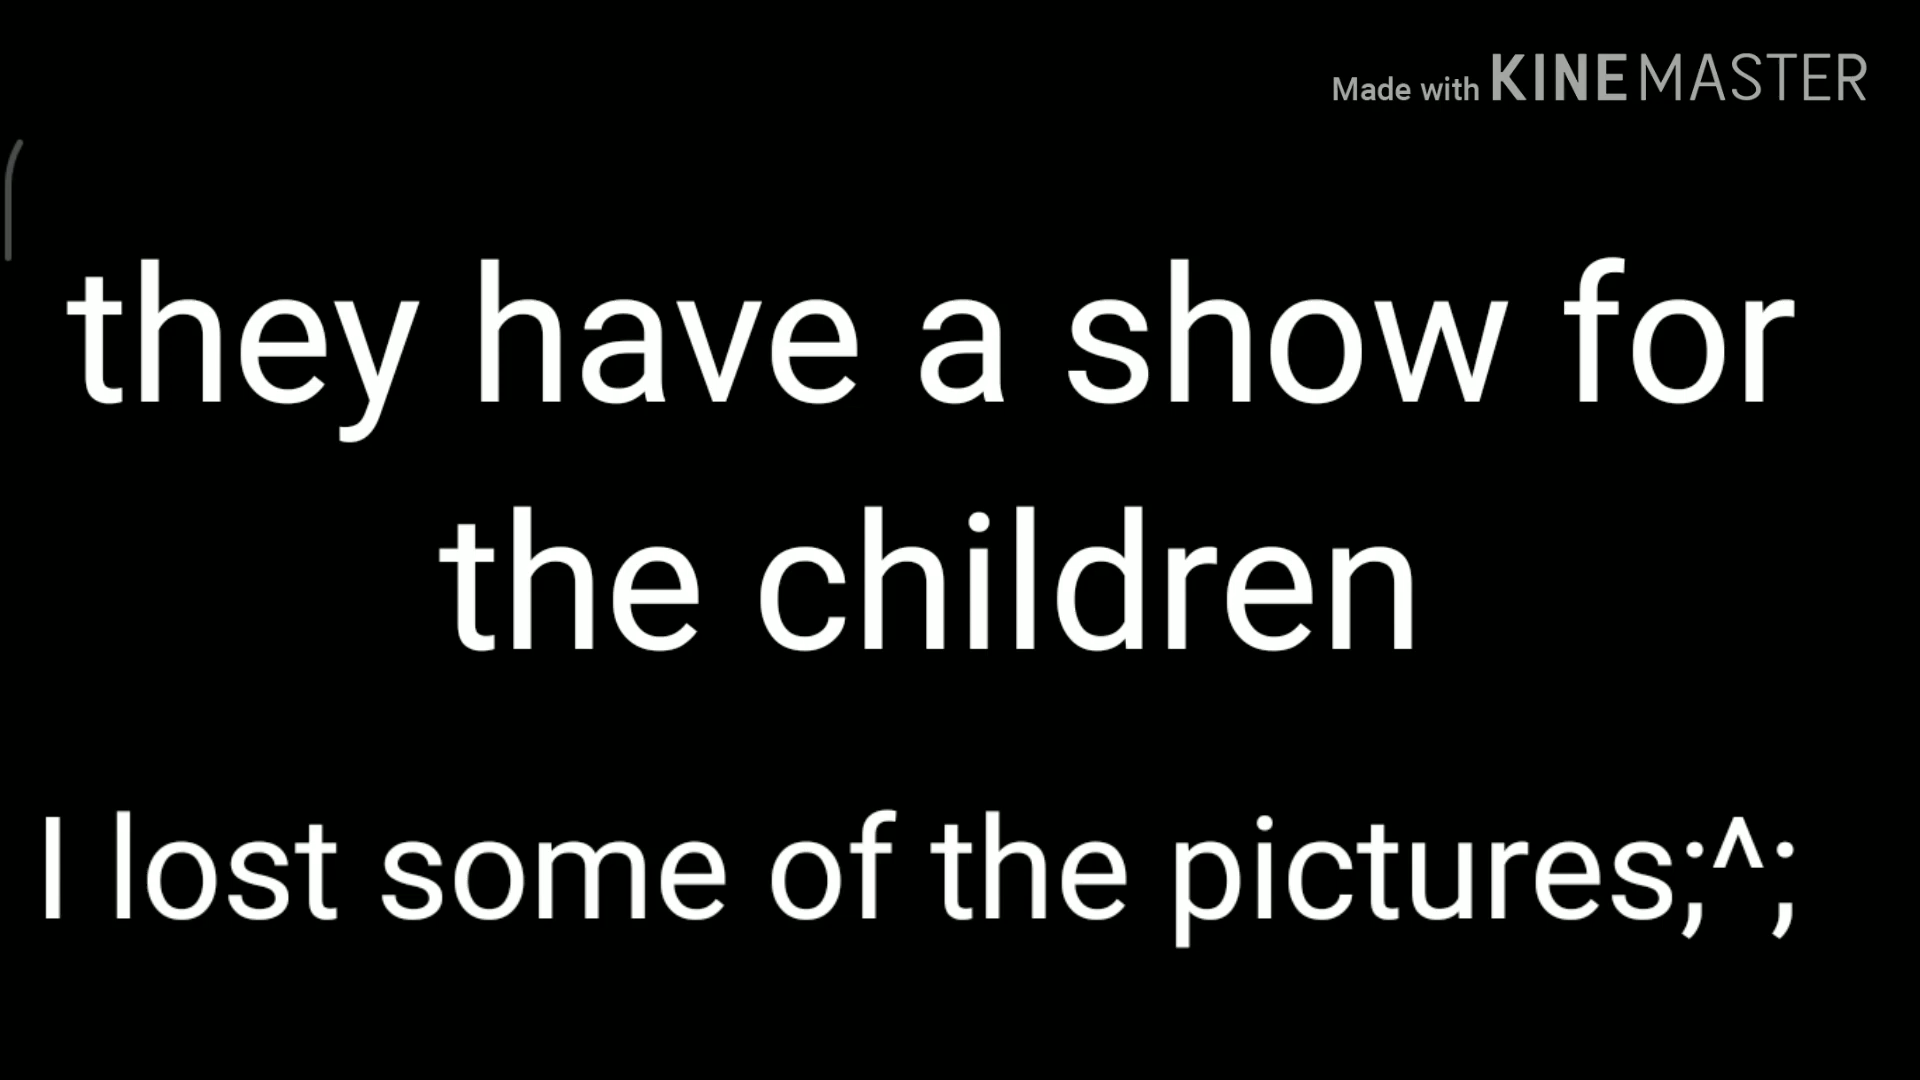 Made with KINEMASTER
they have a show for
the children
I lost some of the pictures;^;